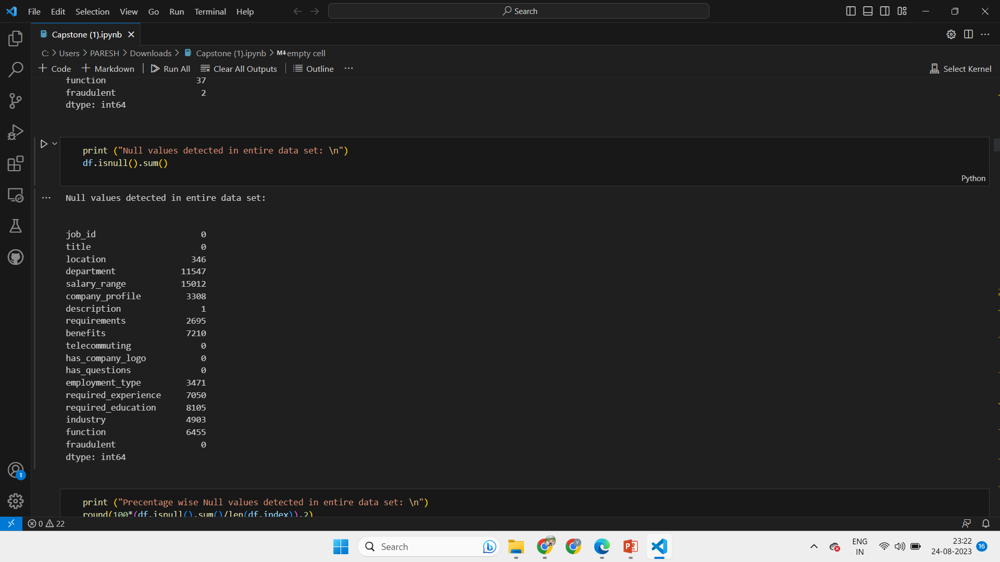 File Edit Selection View Go Run Terminal Help
Search
Capstone (1).ipynb
C: > Users > PARESH > Downloads > Capstone (1).ipynb > M↓empty cell
+ Code + Markdown | Run All Clear All Outputs | Outline ...
Select Kernel
function 37
fraudulent 2
dtype: int64
print ("Null values detected in entire data set: \n")
df.isnull().sum()
Python
... Null values detected in entire data set:
job_id 0
title 0
location 346
department 11547
salary_range 15012
company_profile 3308
description 1
requirements 2695
benefits 7210
telecommuting 0
has_company_logo 0
has_questions 0
employment_type 3471
required_experience 7050
required_education 8105
industry 4903
function 6455
fraudulent 0
dtype: int64
1
print ("Precentage wise Null values detected in entire data set: \n")
round(100*(df.isnull().sum()/len(df.index)),2)
0 22
Search
V
ENG
IN
23:22
24-08-2023
16